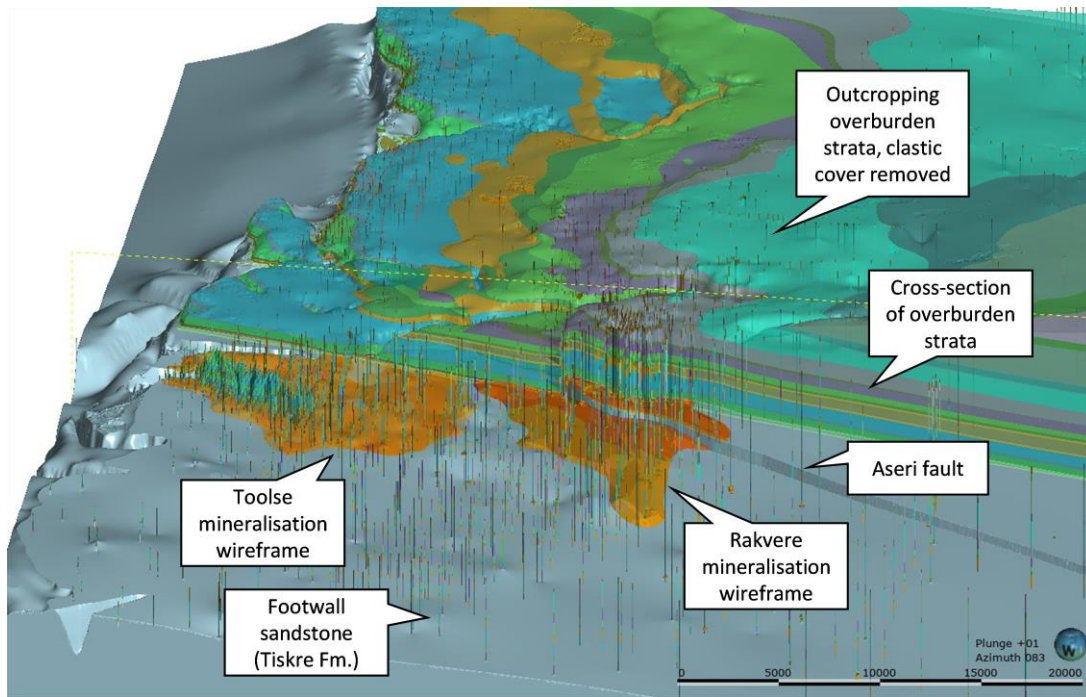 Outcropping
overburden
strata, clastic
cover removed
Cross-section
of overburden
strata
Aseri fault
Toolse
mineralisation
wireframe
Rakvere
mineralisation
wireframe
Footwall
sandstone
(Tiskre Fm.)
Plunge +01
Azimuth 083
W
0 5000 10000 15000 20000